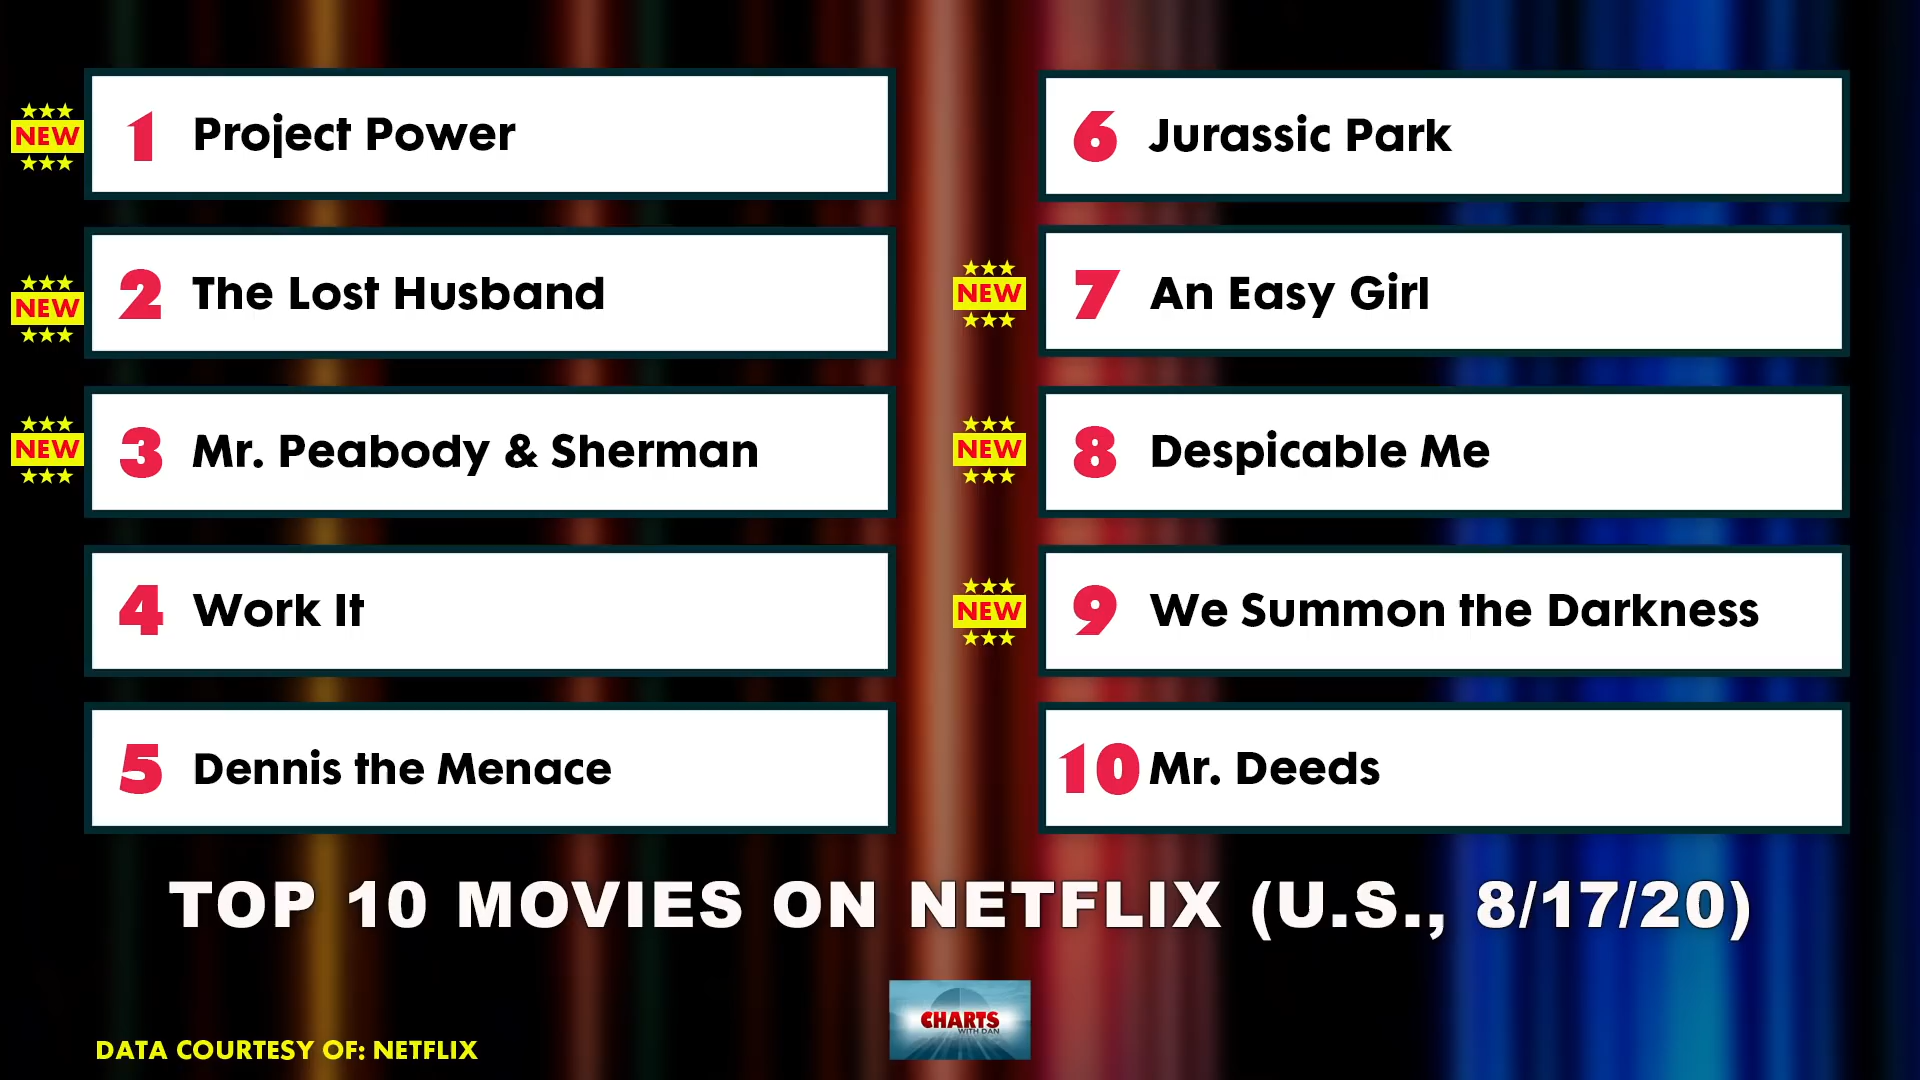 NEW
1 Project Power
NEW
2 The Lost Husband
NEW
3 Mr. Peabody & Sherman
4 Work It
5 Dennis the Menace
6 Jurassic Park
NEW
7 An Easy Girl
NEW
8 Despicable Me
NEW
9 We Summon the Darkness
10 Mr. Deeds
TOP 10 MOVIES ON NETFLIX (U.S., 8/17/20)
CHARTS
WITH DAN
DATA COURTESY OF: NETFLIX